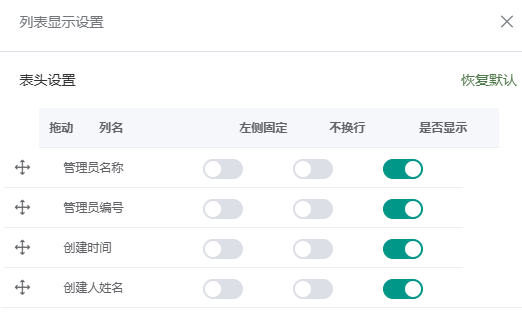 列表显示设置
表头设置 恢复默认
拖动 列名 左侧固定 不换行 是否显示
管理员名称
管理员编号
创建时间
创建人姓名